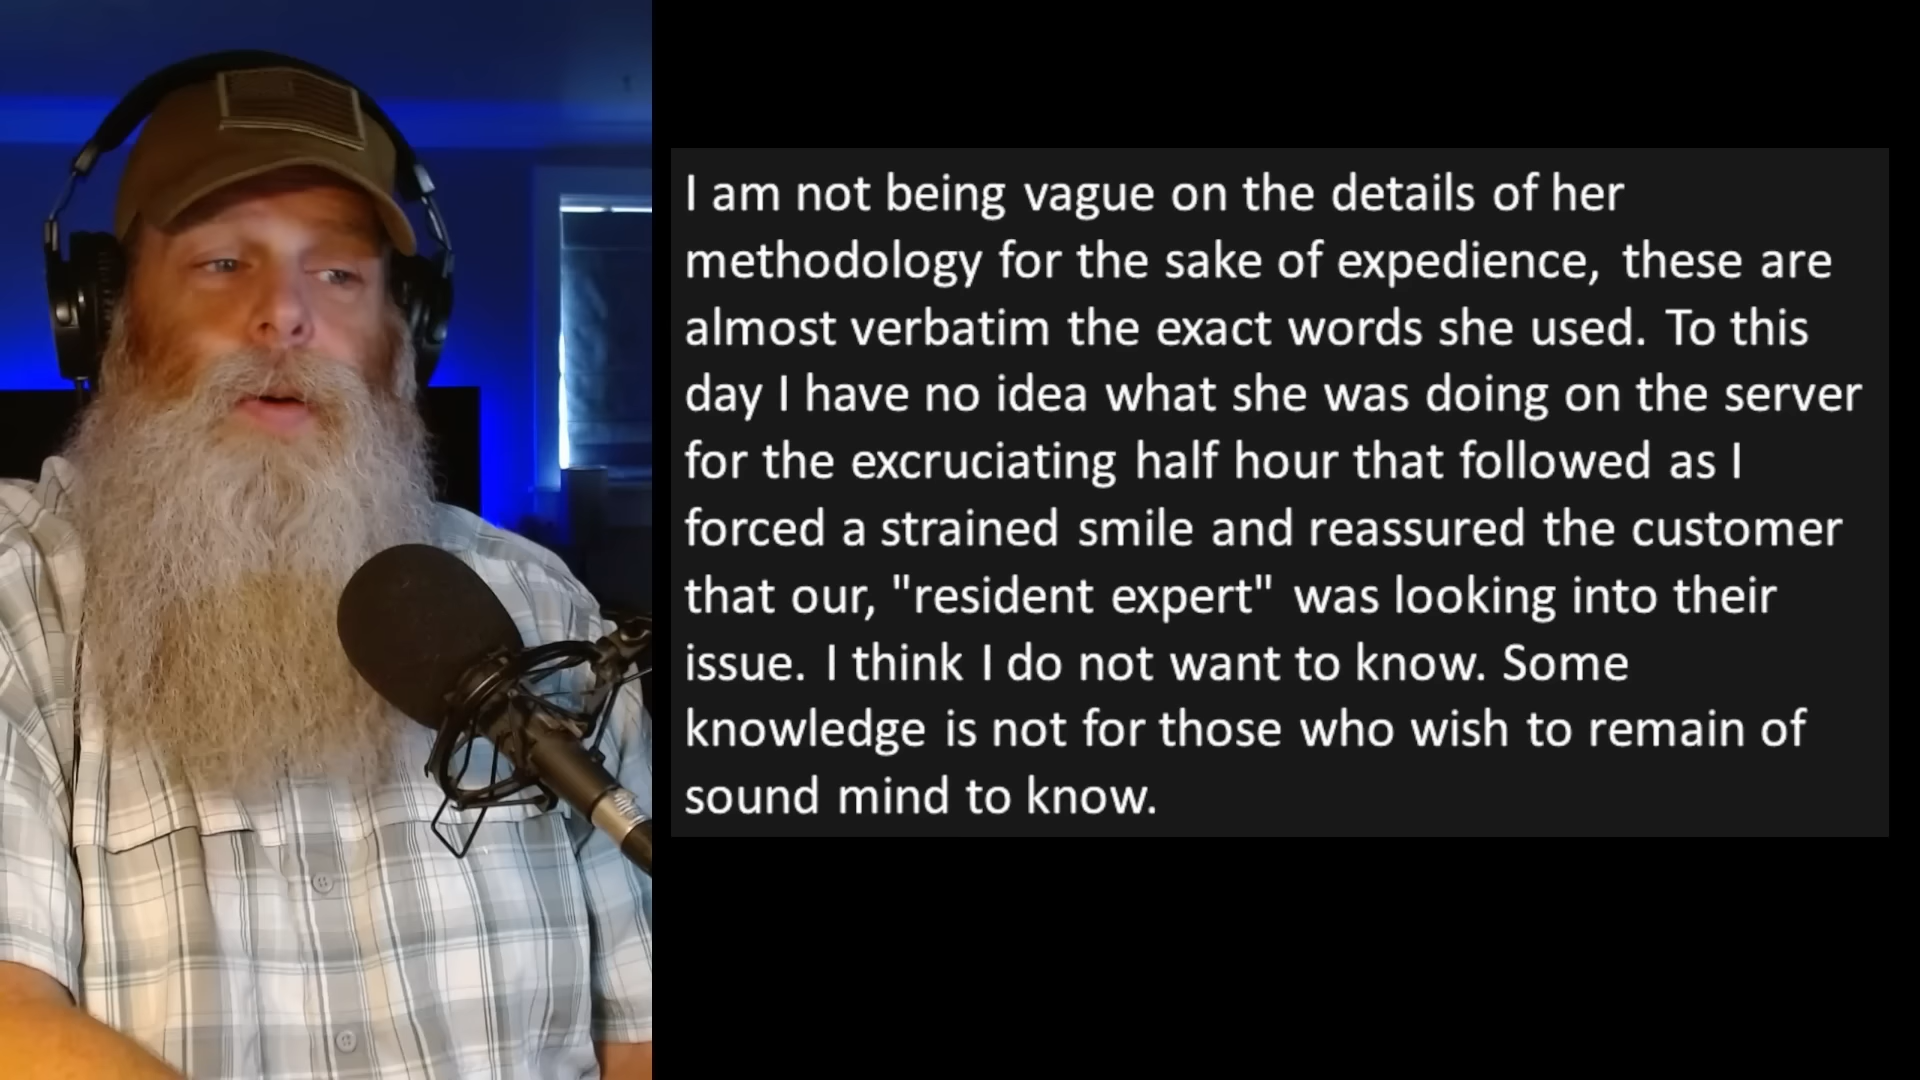 I am not being vague on the details of her
methodology for the sake of expedience, these are
almost verbatim the exact words she used. To this
day I have no idea what she was doing on the server
for the excruciating half hour that followed as I
forced a strained smile and reassured the customer
that our, "resident expert" was looking into their
issue. I think I do not want to know. Some
knowledge is not for those who wish to remain of
sound mind to know.